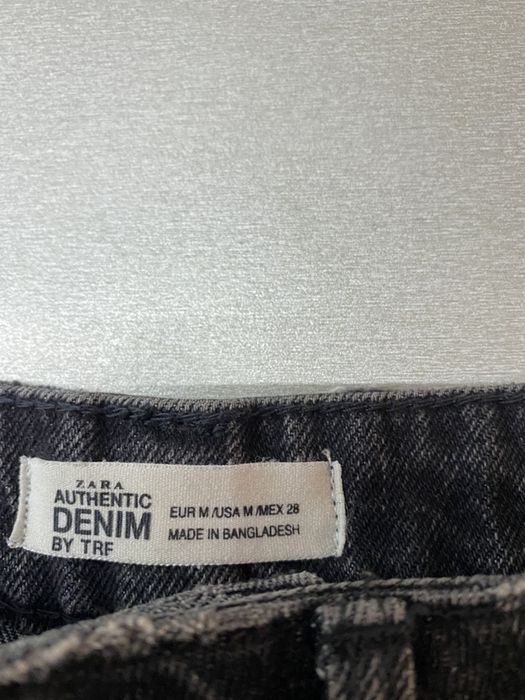 ZARA
AUTHENTIC
DENIM
BY TRF
EUR M /USA M /MEX 28
MADE IN BANGLADESH